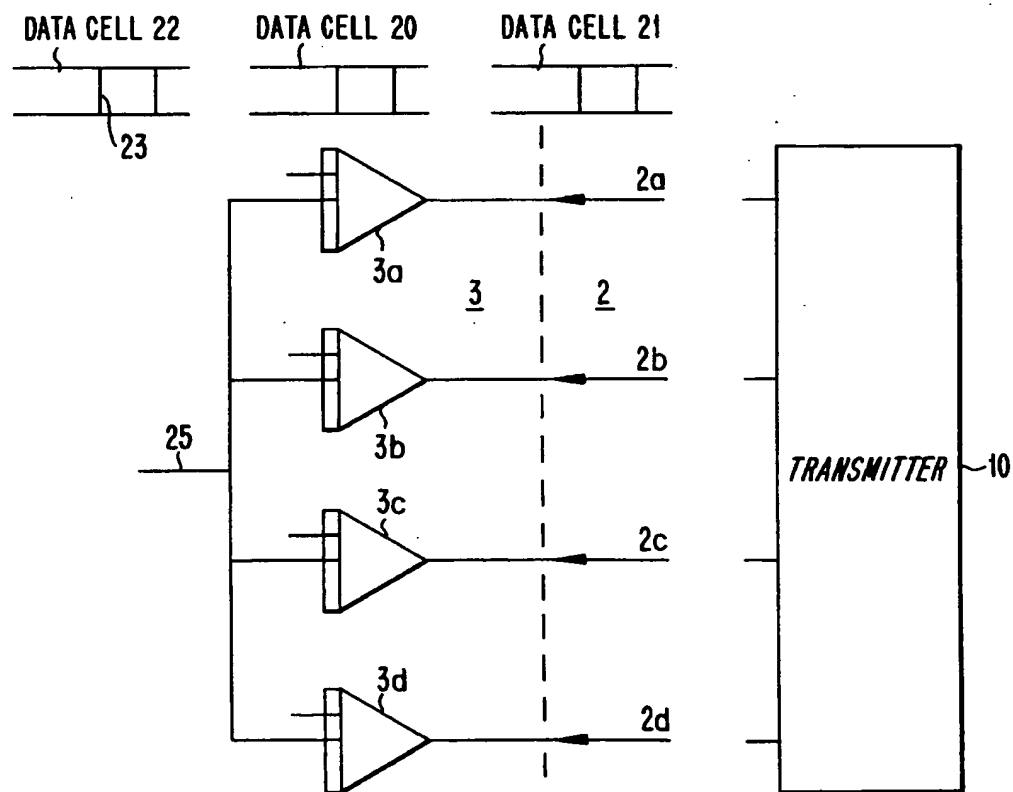 DATA CELL 22 DATA CELL 20 DATA CELL 21
23
2a
3a
3 2
2b
3b
25
TRANSMITTER 10
3c
2c
3d
2d